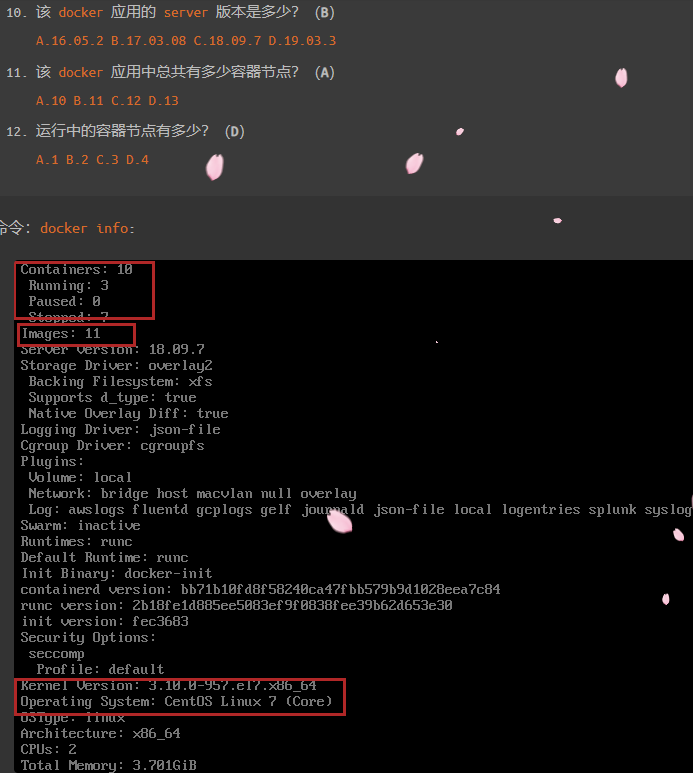 10. 该 docker 应用的 server 版本是多少？ (B)
A.16.05.2 B.17.03.08 C.18.09.7 D.19.03.3
11. 该 docker 应用中总共有多少容器节点？ (A)
A.10 B.11 C.12 D.13
12. 运行中的容器节点有多少？ (D)
A.1 B.2 C.3 D.4
命令：docker info:
Containers: 10
Running: 3
Paused: 0
Stopped: 7
Images: 11
Server Version: 18.09.7
Storage Driver: overlay2
Backing Filesystem: xfs
Supports d_type: true
Native Overlay Diff: true
Logging Driver: json-file
Cgroup Driver: cgroupfs
Plugins:
Volume: local
Network: bridge host macvlan null overlay
Log: awslogs fluentd gcplogs gelf journald json-file local logentries splunk syslog
Swarm: inactive
Runtimes: runc
Default Runtime: runc
Init Binary: docker-init
containerd version: bb71b10fd8f58240ca47fbb579b9d1028eea7c84
runc version: 2b18fe1d885ee5083ef9f0838fee39b62d653e30
init version: fec3683
Security Options:
seccomp
Profile: default
Kernel Version: 3.10.0-957.el7.x86_64
Operating System: CentOS Linux 7 (Core)
OSType: linux
Architecture: x86_64
CPUs: 2
Total Memory: 3.701GiB